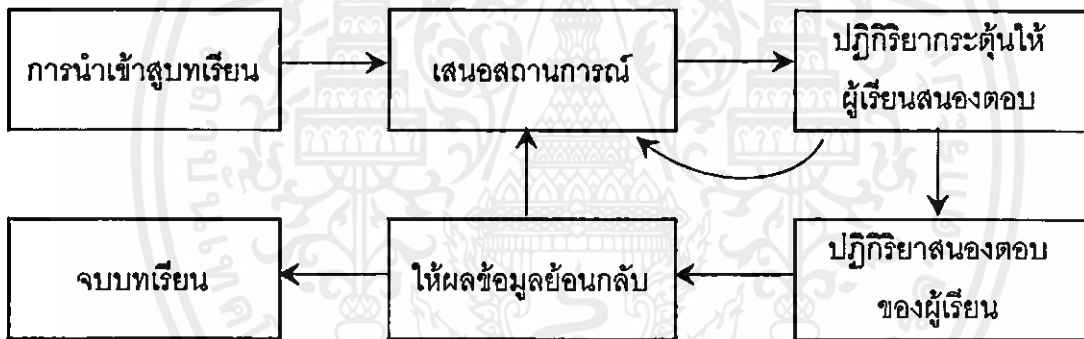 การนำเข้าสู่บทเรียน
เสนอสถานการณ์
ปฏิกิริยากระตุ้นให้
ผู้เรียนสนองตอบ
จบบทเรียน
ให้ผลข้อมูลย้อนกลับ
ปฏิกิริยาสนองตอบ
ของผู้เรียน